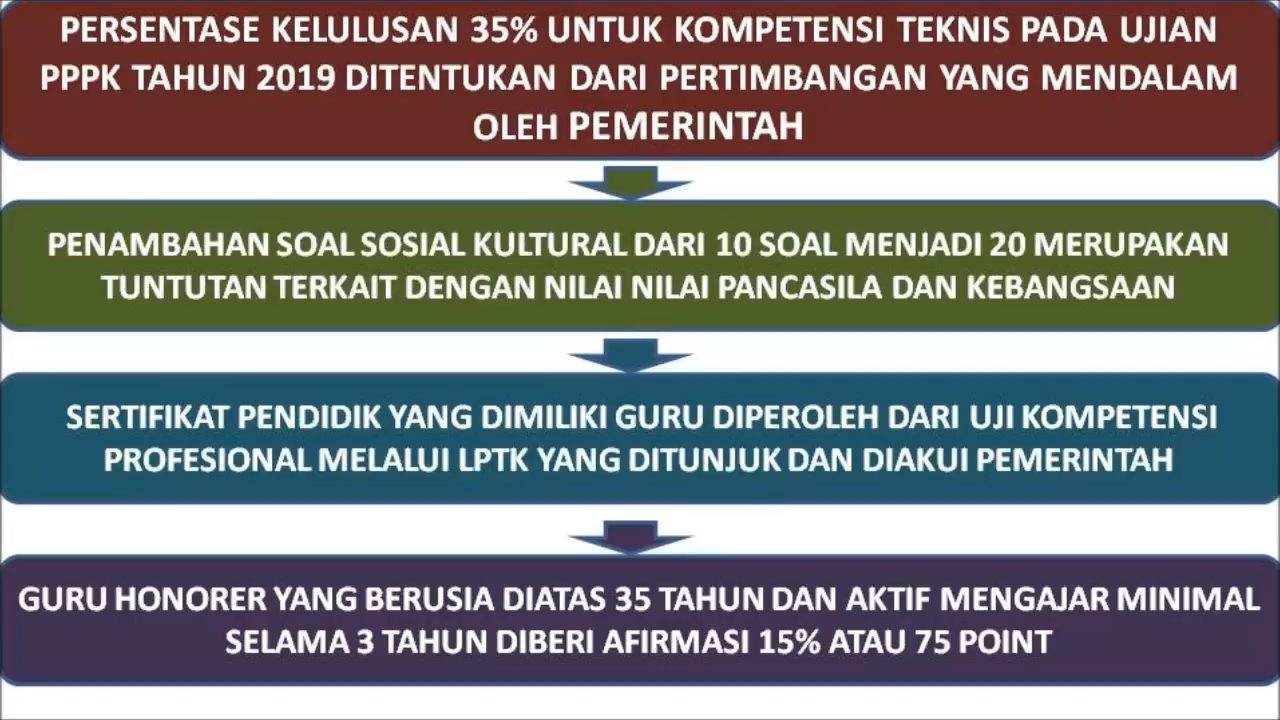 PERSENTASE KELULUSAN 35% UNTUK KOMPETENSI TEKNIS PADA UJIAN
PPPK TAHUN 2019 DITENTUKAN DARI PERTIMBANGAN YANG MENDALAM
OLEH PEMERINTAH
PENAMBAHAN SOAL SOSIAL KULTURAL DARI 10 SOAL MENJADI 20 MERUPAKAN
TUNTUTAN TERKAIT DENGAN NILAI NILAI PANCASILA DAN KEBANGSAAN
SERTIFIKAT PENDIDIK YANG DIMILIKI GURU DIPEROLEH DARI UJI KOMPETENSI
PROFESIONAL MELALUI LPTK YANG DITUNJUK DAN DIAKUI PEMERINTAH
GURU HONORER YANG BERUSIA DIATAS 35 TAHUN DAN AKTIF MENGAJAR MINIMAL
SELAMA 3 TAHUN DIBERI AFIRMASI 15% ATAU 75 POINT